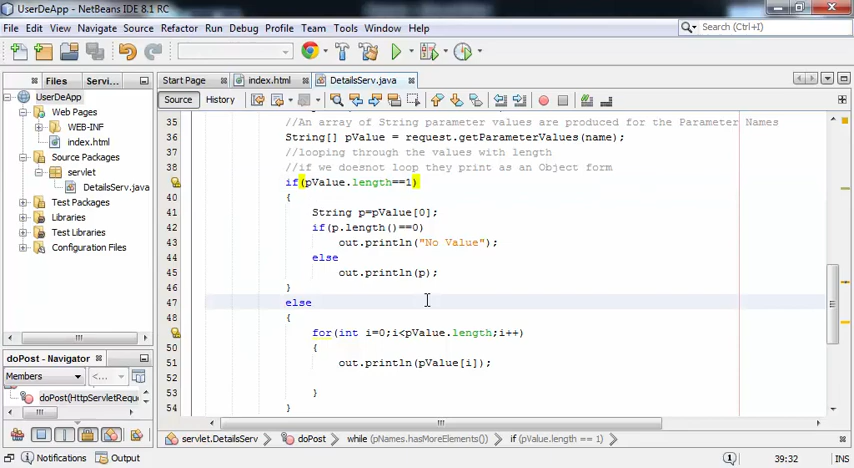 UserDeApp - NetBeans IDE 8.1 RC
File Edit View Navigate Source Refactor Run Debug Profile Team Tools Window Help
Search (Ctrl+I)
Files Servi...
Start Page index.html DetailsServ.java
UserDeApp
Web Pages
WEB-INF
index.html
Source Packages
servlet
DetailsServ.java
Test Packages
Libraries
Test Libraries
Configuration Files
Source History
35 //An array of String parameter values are produced for the Parameter Names
36 String[] pValue = request.getParameterValues(name);
37 //looping through the values with length
38 //if we doesnot loop they print as an Object form
if(pValue.length==1)
40 {
41 String p=pValue[0];
42 if(p.length()==0)
43 out.println("No Value");
44 else
45 out.println(p);
46 }
47 else
48 {
for(int i=0;i<pValue.length;i++)
50 {
51 out.println(pValue[i]);
52
53 }
54 }
doPost - Navigator
Members <...
doPost(HttpServletReque
servlet.DetailsServ doPost while (pNames.hasMoreElements()) if (pValue.length == 1)
Notifications Output 1 39:32 INS